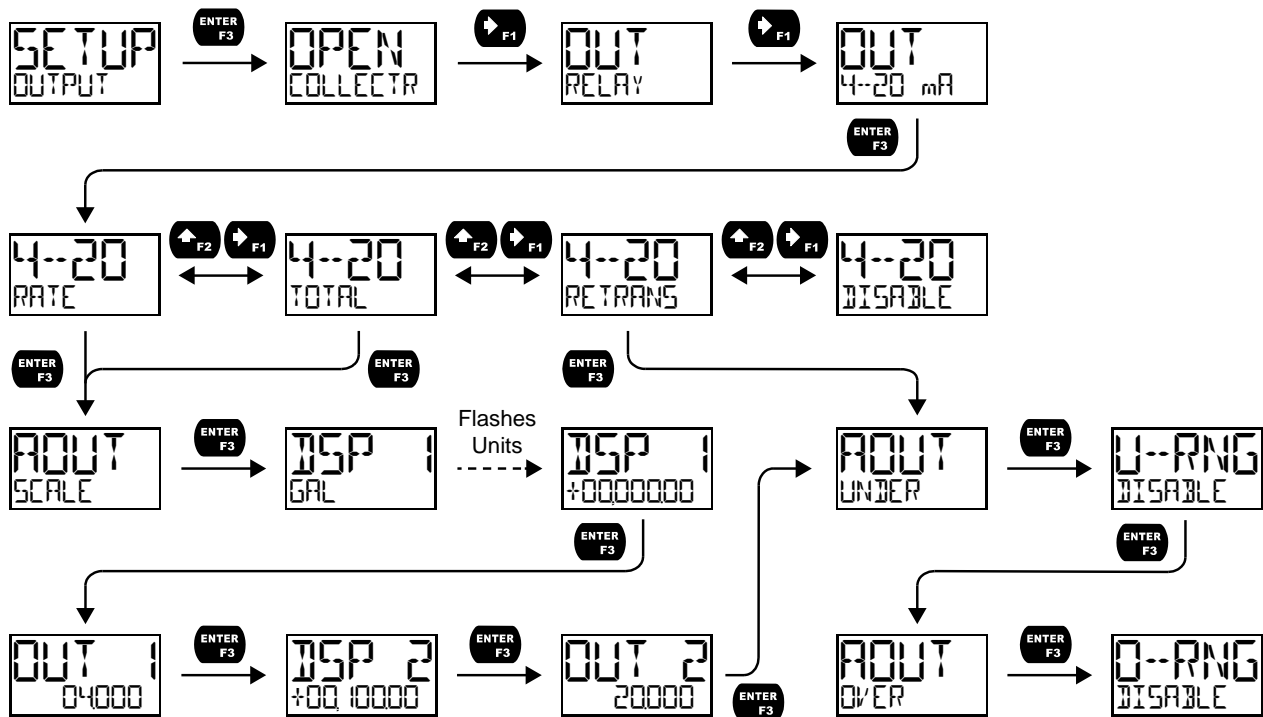 SETUP
OUTPUT
ENTER
F3
OPEN
COLLECTR
F1
OUT
RELAY
F1
OUT
4--20 mA
ENTER
F3
4--20
RATE
F2
F1
4--20
TOTAL
F2
F1
4--20
RETRANS
F2
F1
4--20
DISABLE
ENTER
F3
ENTER
F3
ENTER
F3
AOUT
SCALE
ENTER
F3
DSP 1
GAL
Flashes
Units
DSP 1
+00,000.00
AOUT
UNDER
ENTER
F3
U--RNG
DISABLE
ENTER
F3
ENTER
F3
OUT 1
04.000
ENTER
F3
DSP 2
+00,100.00
ENTER
F3
OUT 2
20.000
ENTER
F3
AOUT
OVER
ENTER
F3
O--RNG
DISABLE